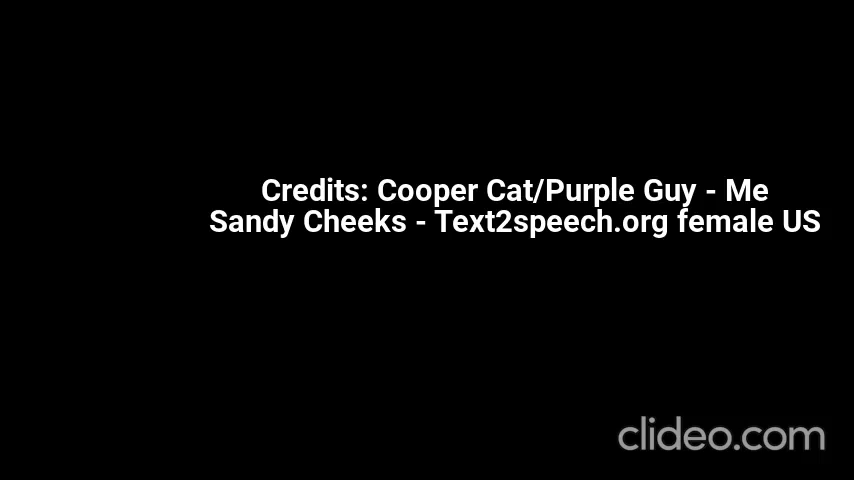 Credits: Cooper Cat/Purple Guy - Me
Sandy Cheeks - Text2speech.org female US
clideo.com